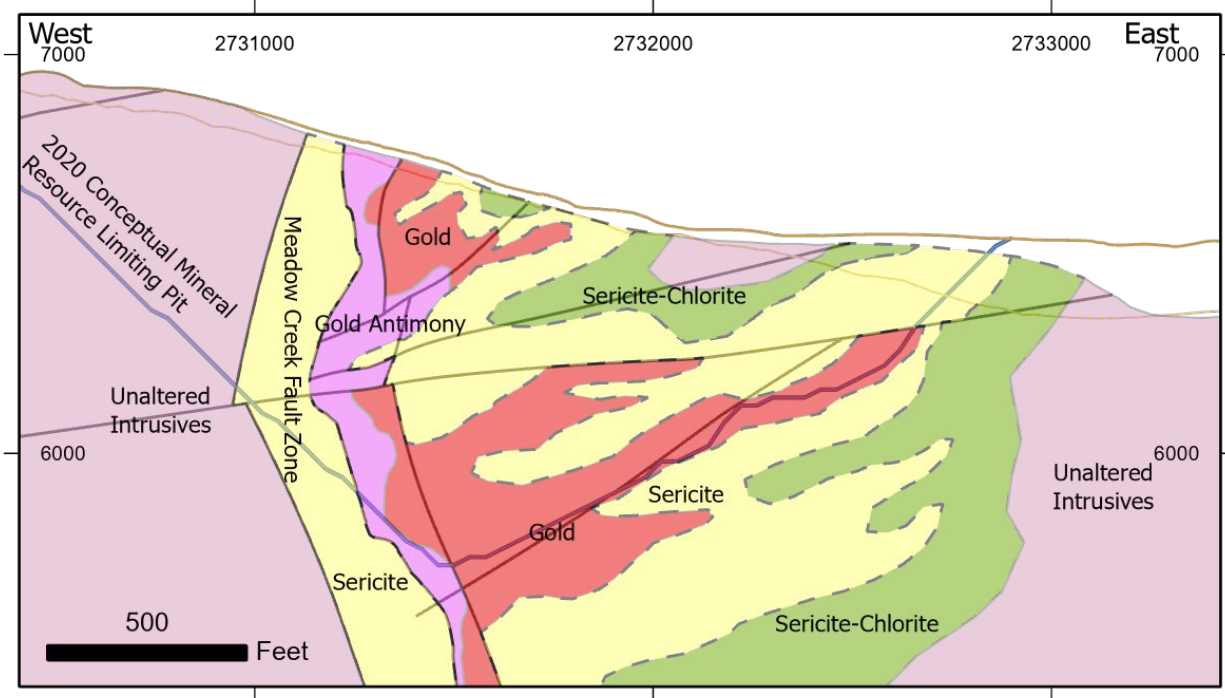 West
East
7000
2731000
2732000
2733000
7000
2020 Conceptual Mineral
Resource Limiting Pit
Meadow Creek Fault Zone
Gold
Sericite-Chlorite
Gold Antimony
Unaltered
Intrusives
6000
6000
Unaltered
Intrusives
Sericite
Gold
Sericite
Sericite-Chlorite
500
Feet